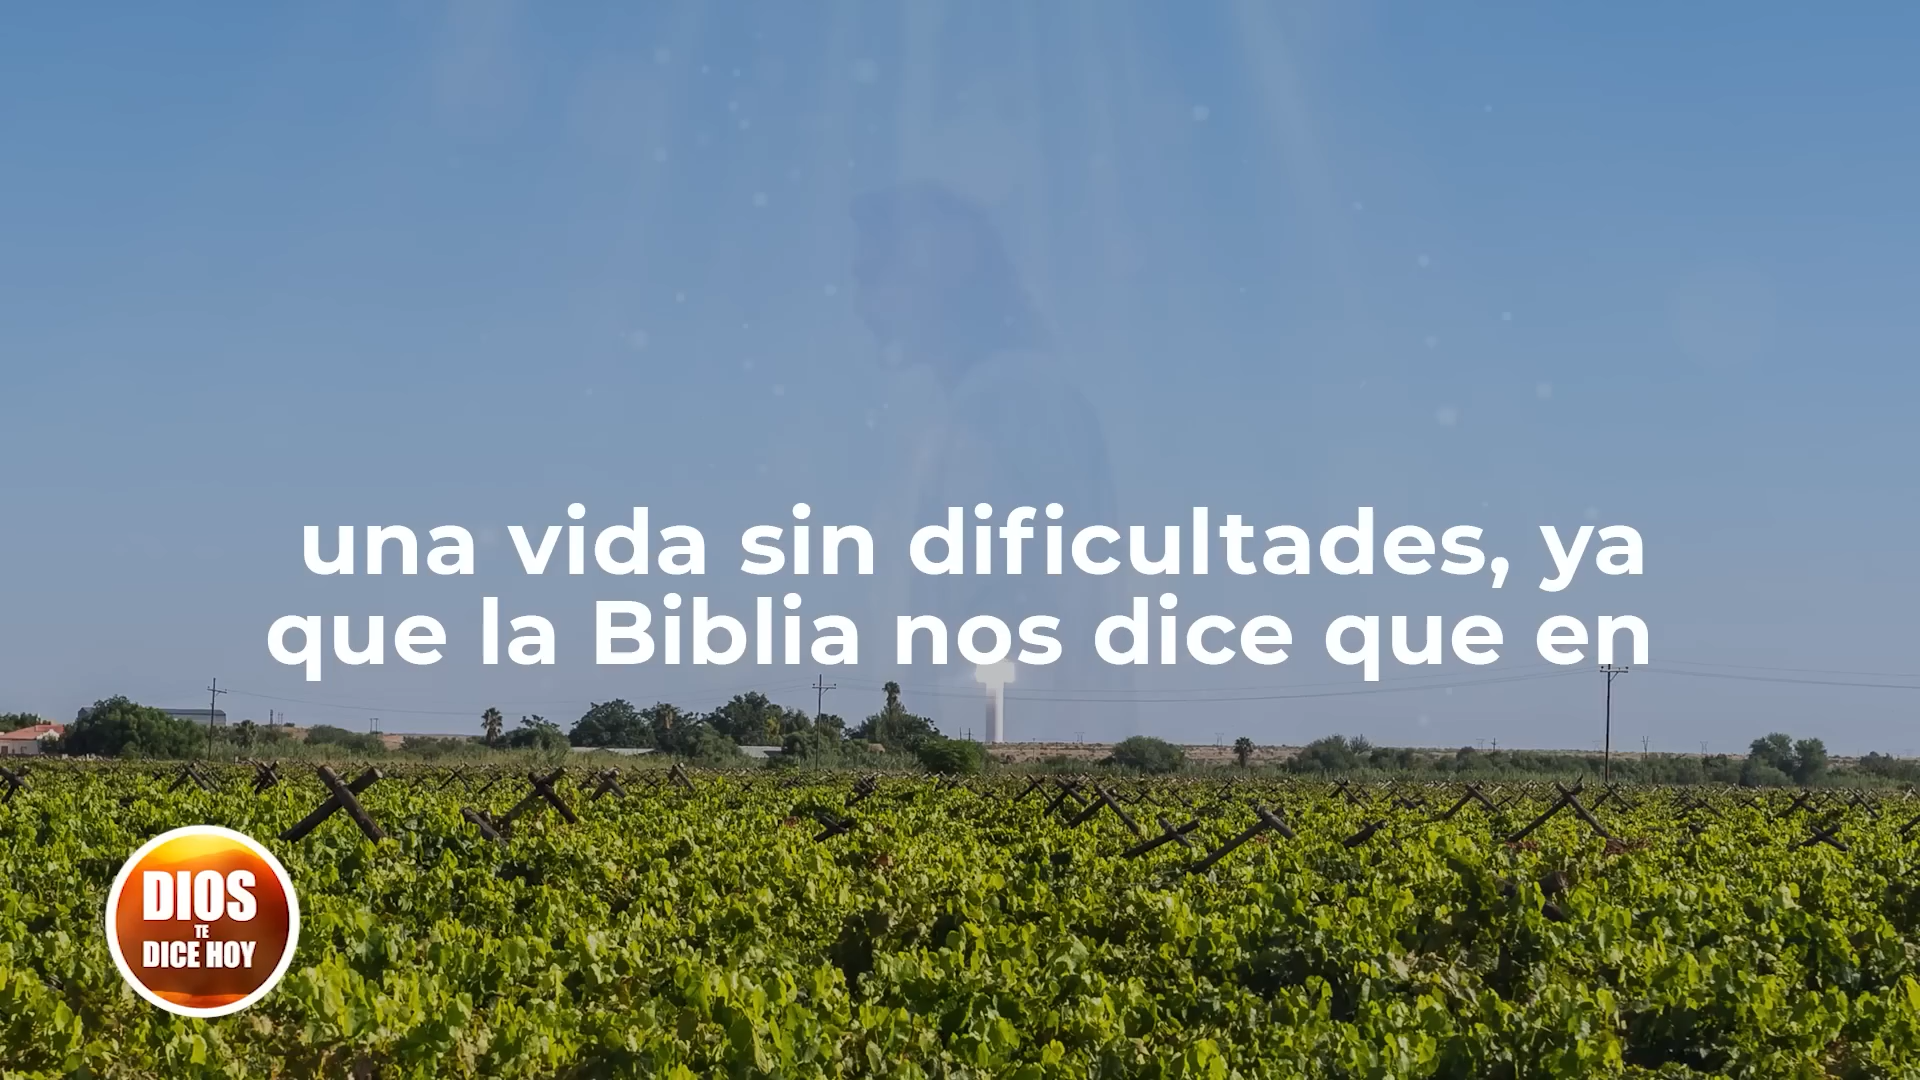 una vida sin dificultades, ya
que la Biblia nos dice que en
DIOS
TE
DICE HOY